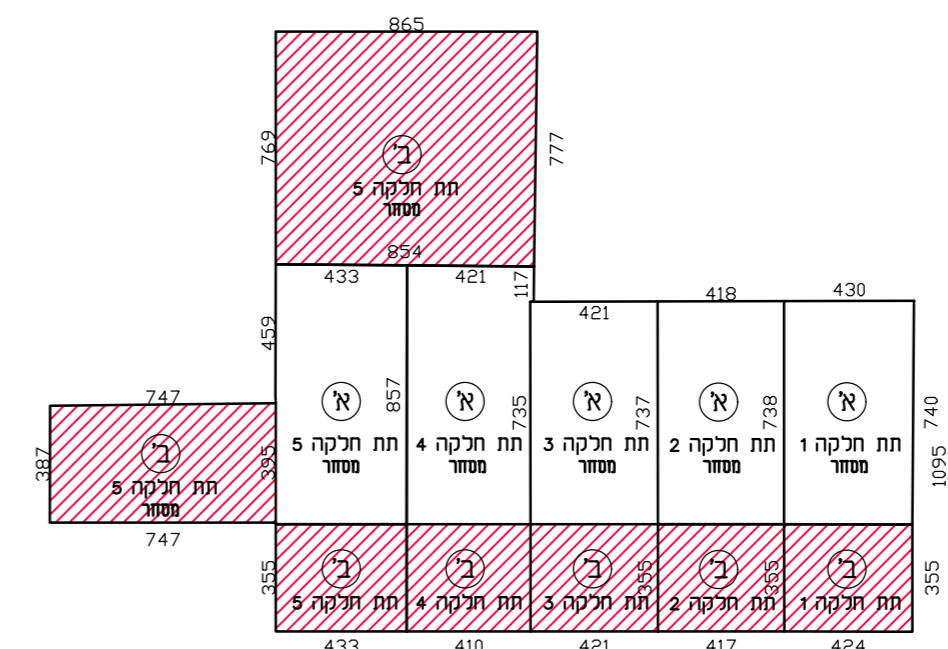 865
769
777
ב'
תת חלקה 5
מסחר
854
433
421
117
459
421
418
430
747
387
395
ב'
תת חלקה 5
מסחר
747
א'
תת חלקה 5
מסחר
857
א'
תת חלקה 4
מסחר
735
א'
תת חלקה 3
מסחר
737
א'
תת חלקה 2
מסחר
738
א'
תת חלקה 1
מסחר
740
1095
355
ב'
תת חלקה 5
ב'
תת חלקה 4
ב'
תת חלקה 3
355
ב'
תת חלקה 2
355
ב'
תת חלקה 1
355
433
410
421
417
424